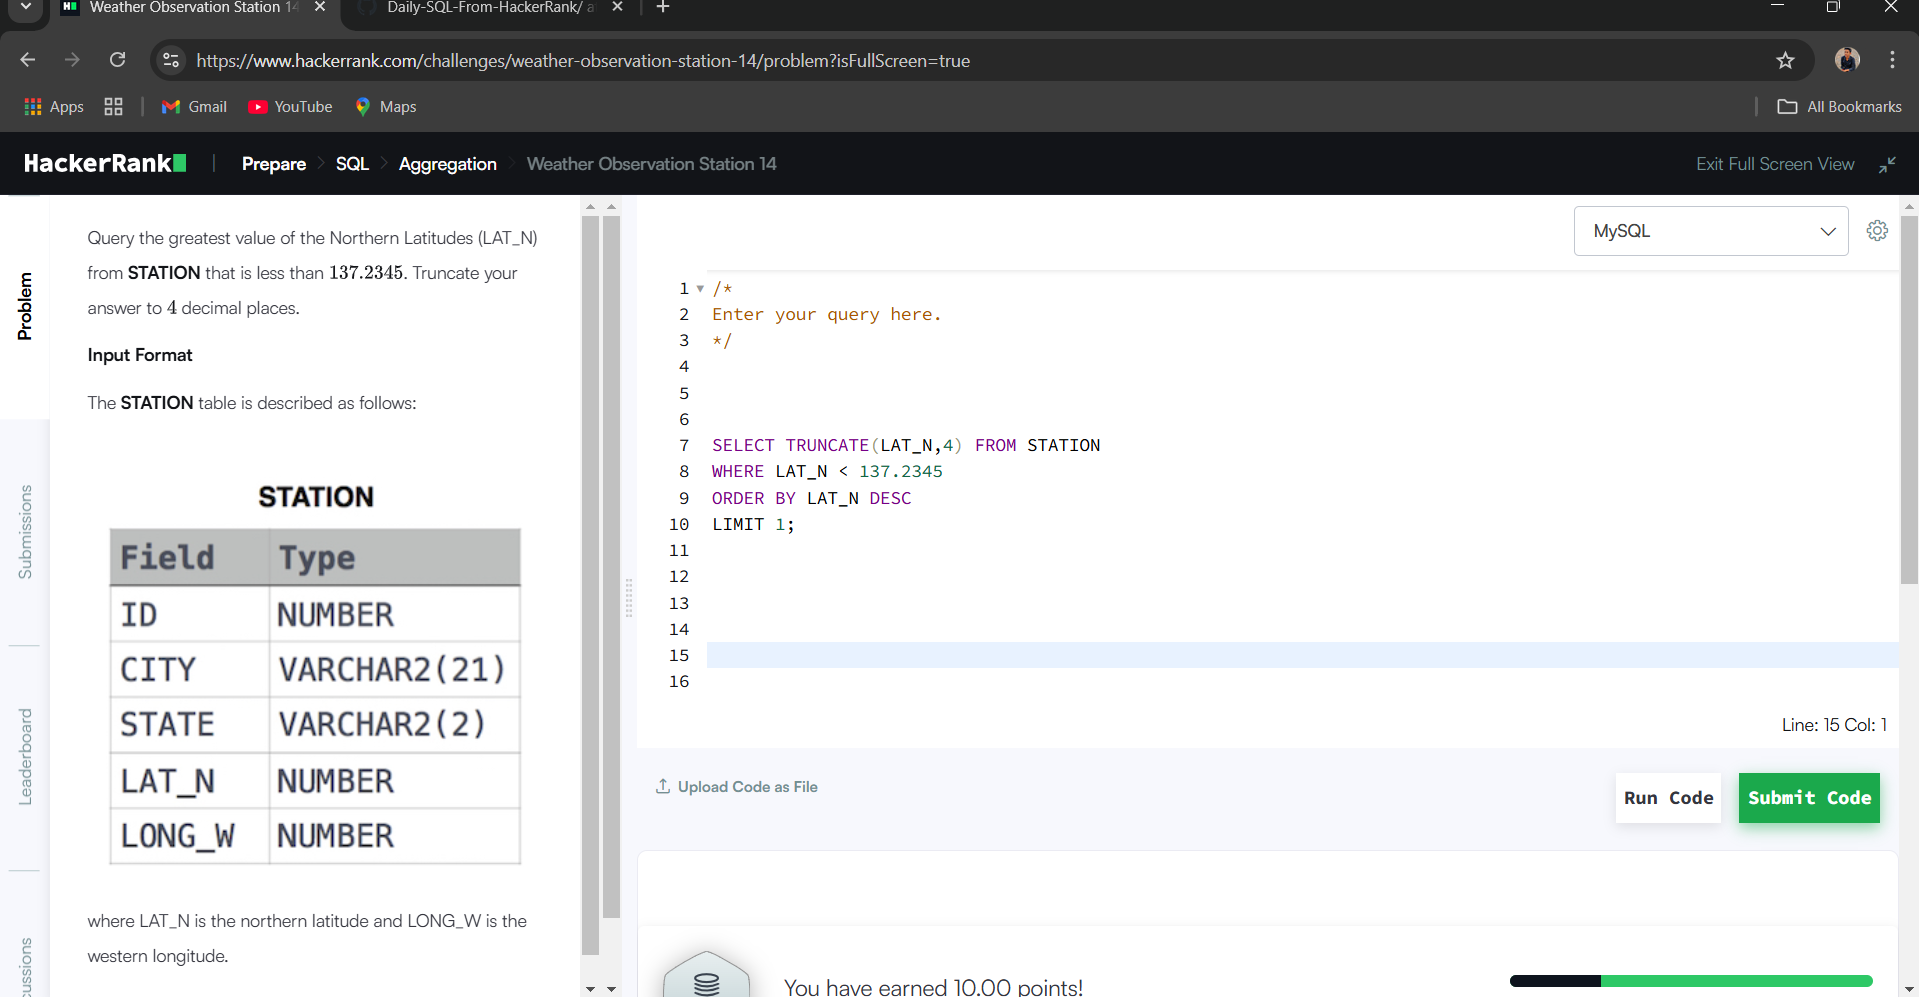 Weather Observation Station 14
Daily-SQL-From-HackerRank/ a
https://www.hackerrank.com/challenges/weather-observation-station-14/problem?isFullScreen=true
Apps
Gmail
YouTube
Maps
All Bookmarks
HackerRank
Prepare
SQL
Aggregation
Weather Observation Station 14
Exit Full Screen View
Problem
Submissions
Leaderboard
cussions
Query the greatest value of the Northern Latitudes (LAT_N)
from STATION that is less than 137.2345. Truncate your
answer to 4 decimal places.
Input Format
The STATION table is described as follows:
STATION
Field Type
ID NUMBER
CITY VARCHAR2(21)
STATE VARCHAR2(2)
LAT_N NUMBER
LONG_W NUMBER
where LAT_N is the northern latitude and LONG_W is the
western longitude.
MySQL
1 /*
2 Enter your query here.
3 */
4
5
6
7 SELECT TRUNCATE(LAT_N,4) FROM STATION
8 WHERE LAT_N < 137.2345
9 ORDER BY LAT_N DESC
10 LIMIT 1;
11
12
13
14
15
16
Line: 15 Col: 1
Upload Code as File
Run Code
Submit Code
You have earned 10.00 points!